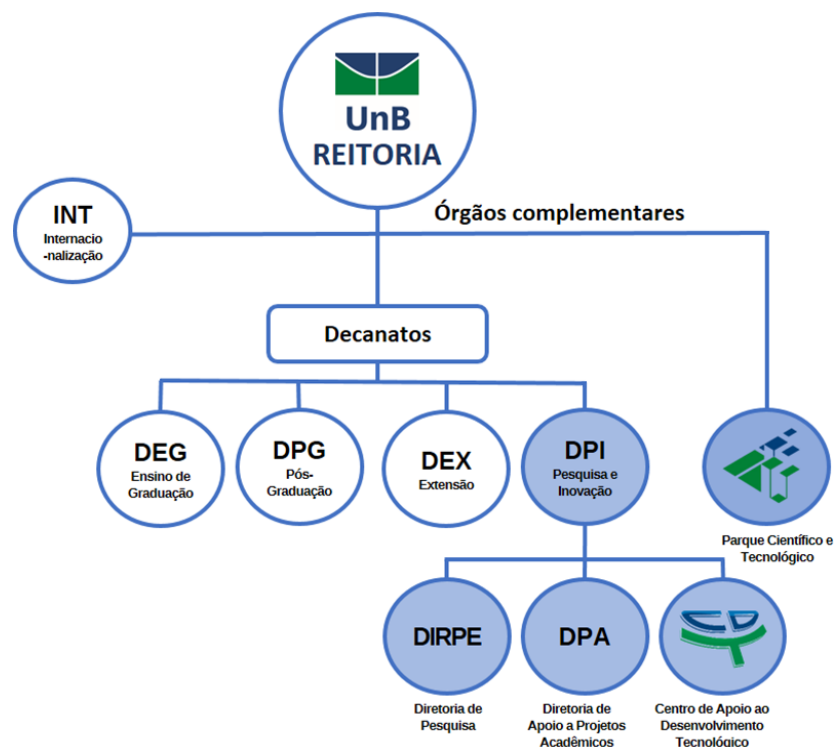 UnB
REITORIA
Órgãos complementares
INT
Internacio
-nalização
Decanatos
DEG
Ensino de
Graduação
DPG
Pós-
Graduação
DEX
Extensão
DPI
Pesquisa e
Inovação
Parque Científico e
Tecnológico
DIRPE
DPA
CDT
Diretoria de
Pesquisa
Diretoria de
Apoio a Projetos
Acadêmicos
Centro de Apoio ao
Desenvolvimento
Tecnológico